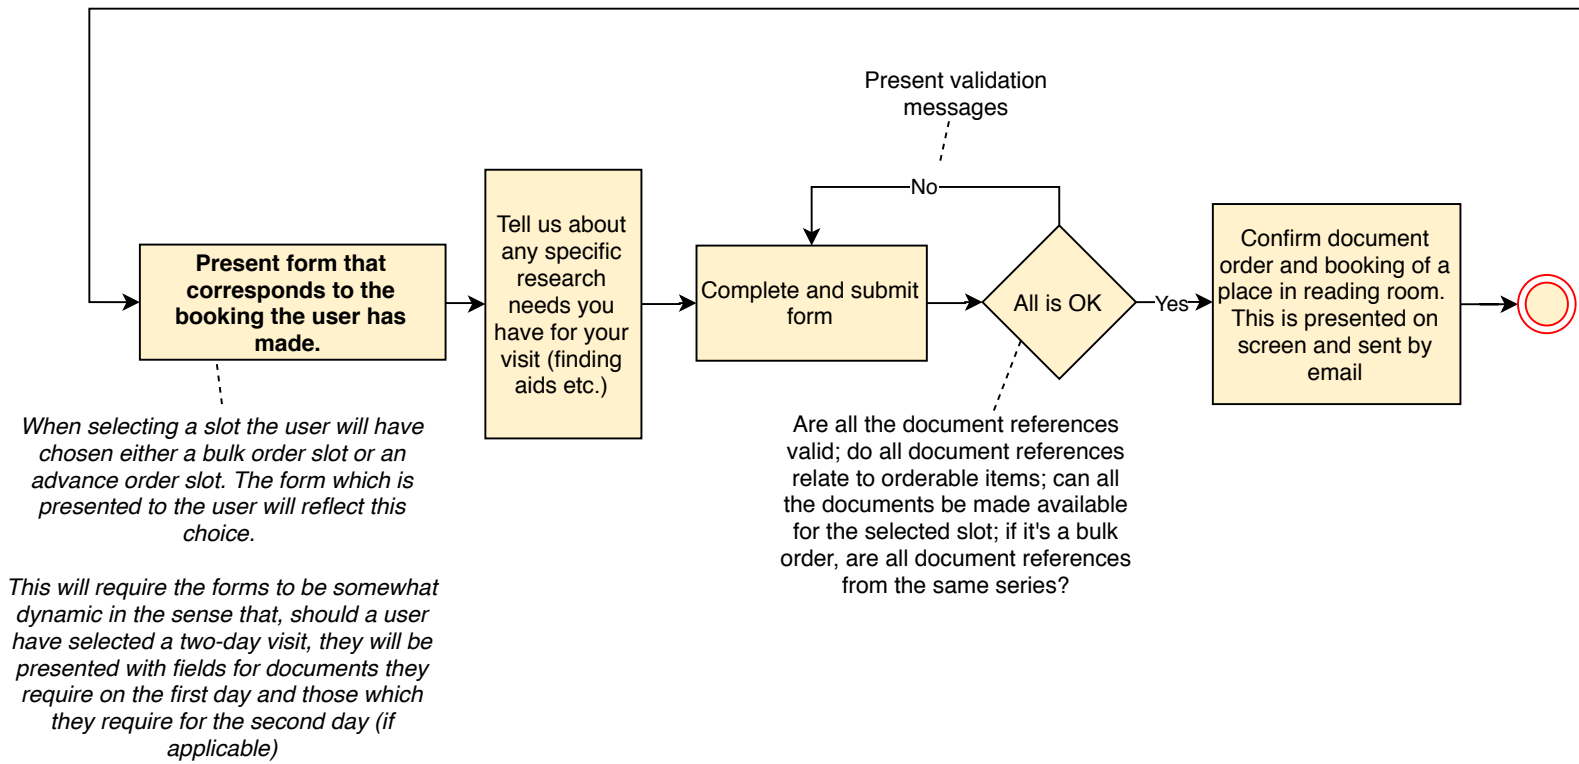 Present validation
messages
No
Tell us about
any specific
research
needs you
have for your
visit (finding
aids etc.)
Present form that
corresponds to the
booking the user has
made.
Complete and submit
form
All is OK
Yes
Confirm document
order and booking of a
place in reading room.
This is presented on
screen and sent by
email
When selecting a slot the user will have
chosen either a bulk order slot or an
advance order slot. The form which is
presented to the user will reflect this
choice.
This will require the forms to be somewhat
dynamic in the sense that, should a user
have selected a two-day visit, they will be
presented with fields for documents they
require on the first day and those which
they require for the second day (if
applicable)
Are all the document references
valid; do all document references
relate to orderable items; can all
the documents be made available
for the selected slot; if it's a bulk
order, are all document references
from the same series?